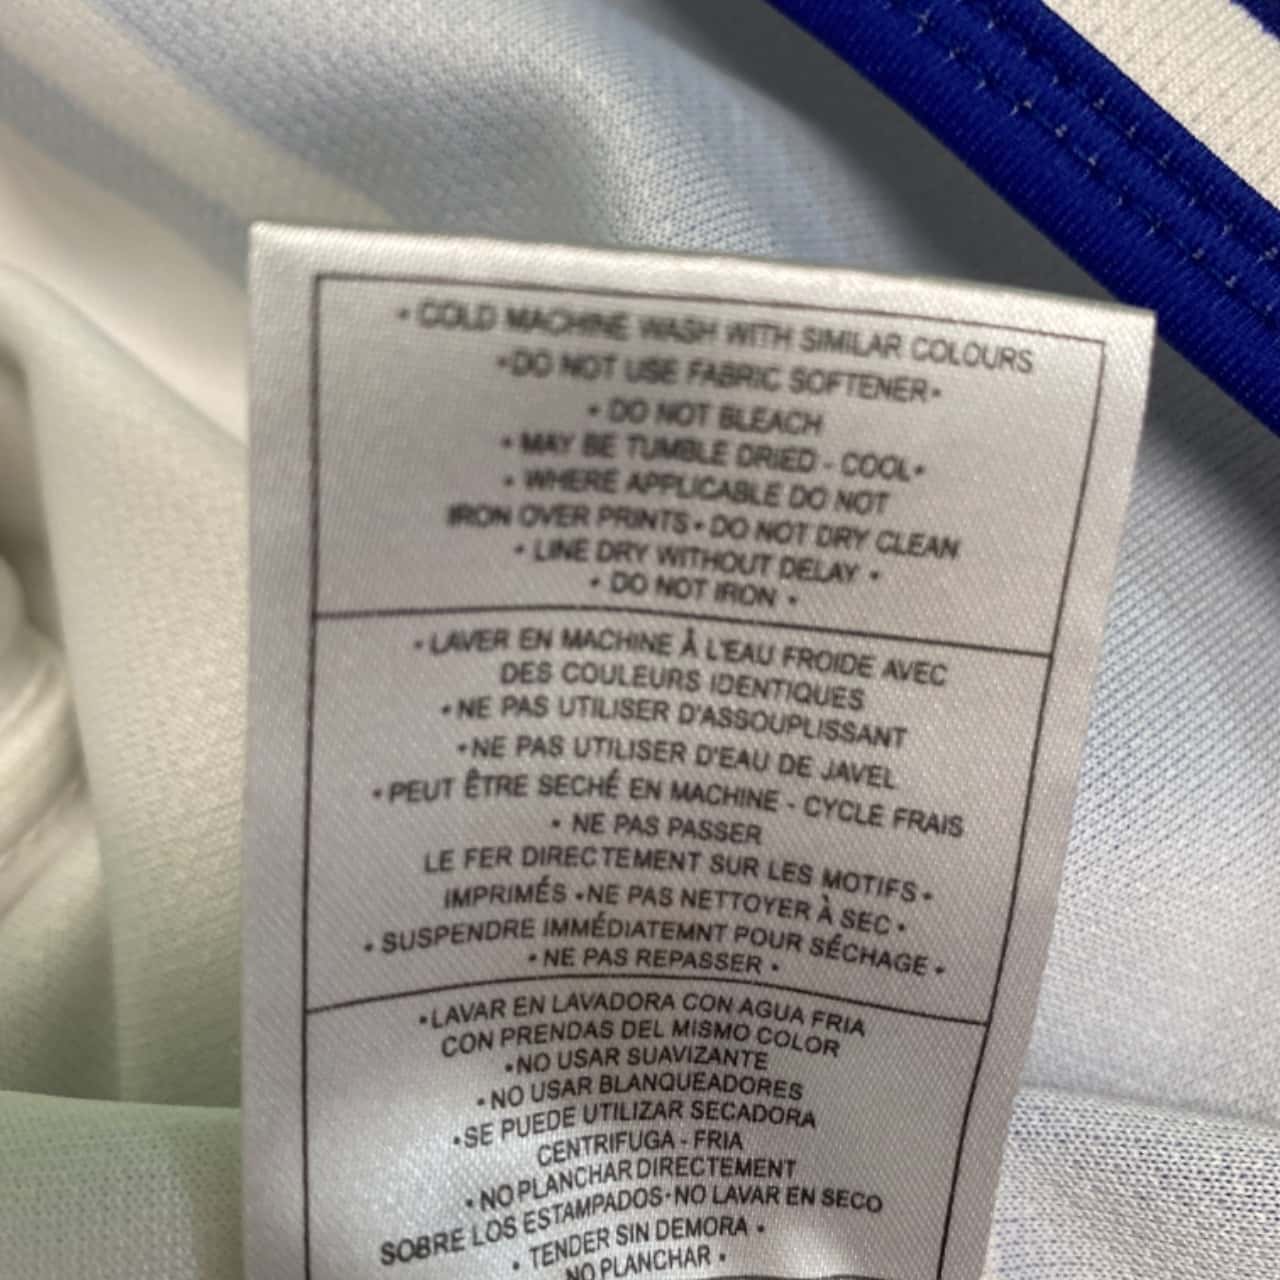 • COLD MACHINE WASH WITH SIMILAR COLOURS
•DO NOT USE FABRIC SOFTENER•
• DO NOT BLEACH
• MAY BE TUMBLE DRIED - COOL•
• WHERE APPLICABLE DO NOT
IRON OVER PRINTS • DO NOT DRY CLEAN
• LINE DRY WITHOUT DELAY •
• DO NOT IRON •
• LAVER EN MACHINE À L'EAU FROIDE AVEC
DES COULEURS IDENTIQUES
•NE PAS UTILISER D'ASSOUPLISSANT
•NE PAS UTILISER D'EAU DE JAVEL
• PEUT ÊTRE SECHÉ EN MACHINE - CYCLE FRAIS
• NE PAS PASSER
LE FER DIRECTEMENT SUR LES MOTIFS •
IMPRIMÉS •NE PAS NETTOYER À SEC •
• SUSPENDRE IMMÉDIATEMNT POUR SÉCHAGE •
• NE PAS REPASSER •
•LAVAR EN LAVADORA CON AGUA FRIA
CON PRENDAS DEL MISMO COLOR
•NO USAR SUAVIZANTE
• NO USAR BLANQUEADORES
•SE PUEDE UTILIZAR SECADORA
CENTRIFUGA - FRIA
• NO PLANCHAR DIRECTEMENT
SOBRE LOS ESTAMPADOS • NO LAVAR EN SECO
• TENDER SIN DEMORA •
NO PLANCHAR •